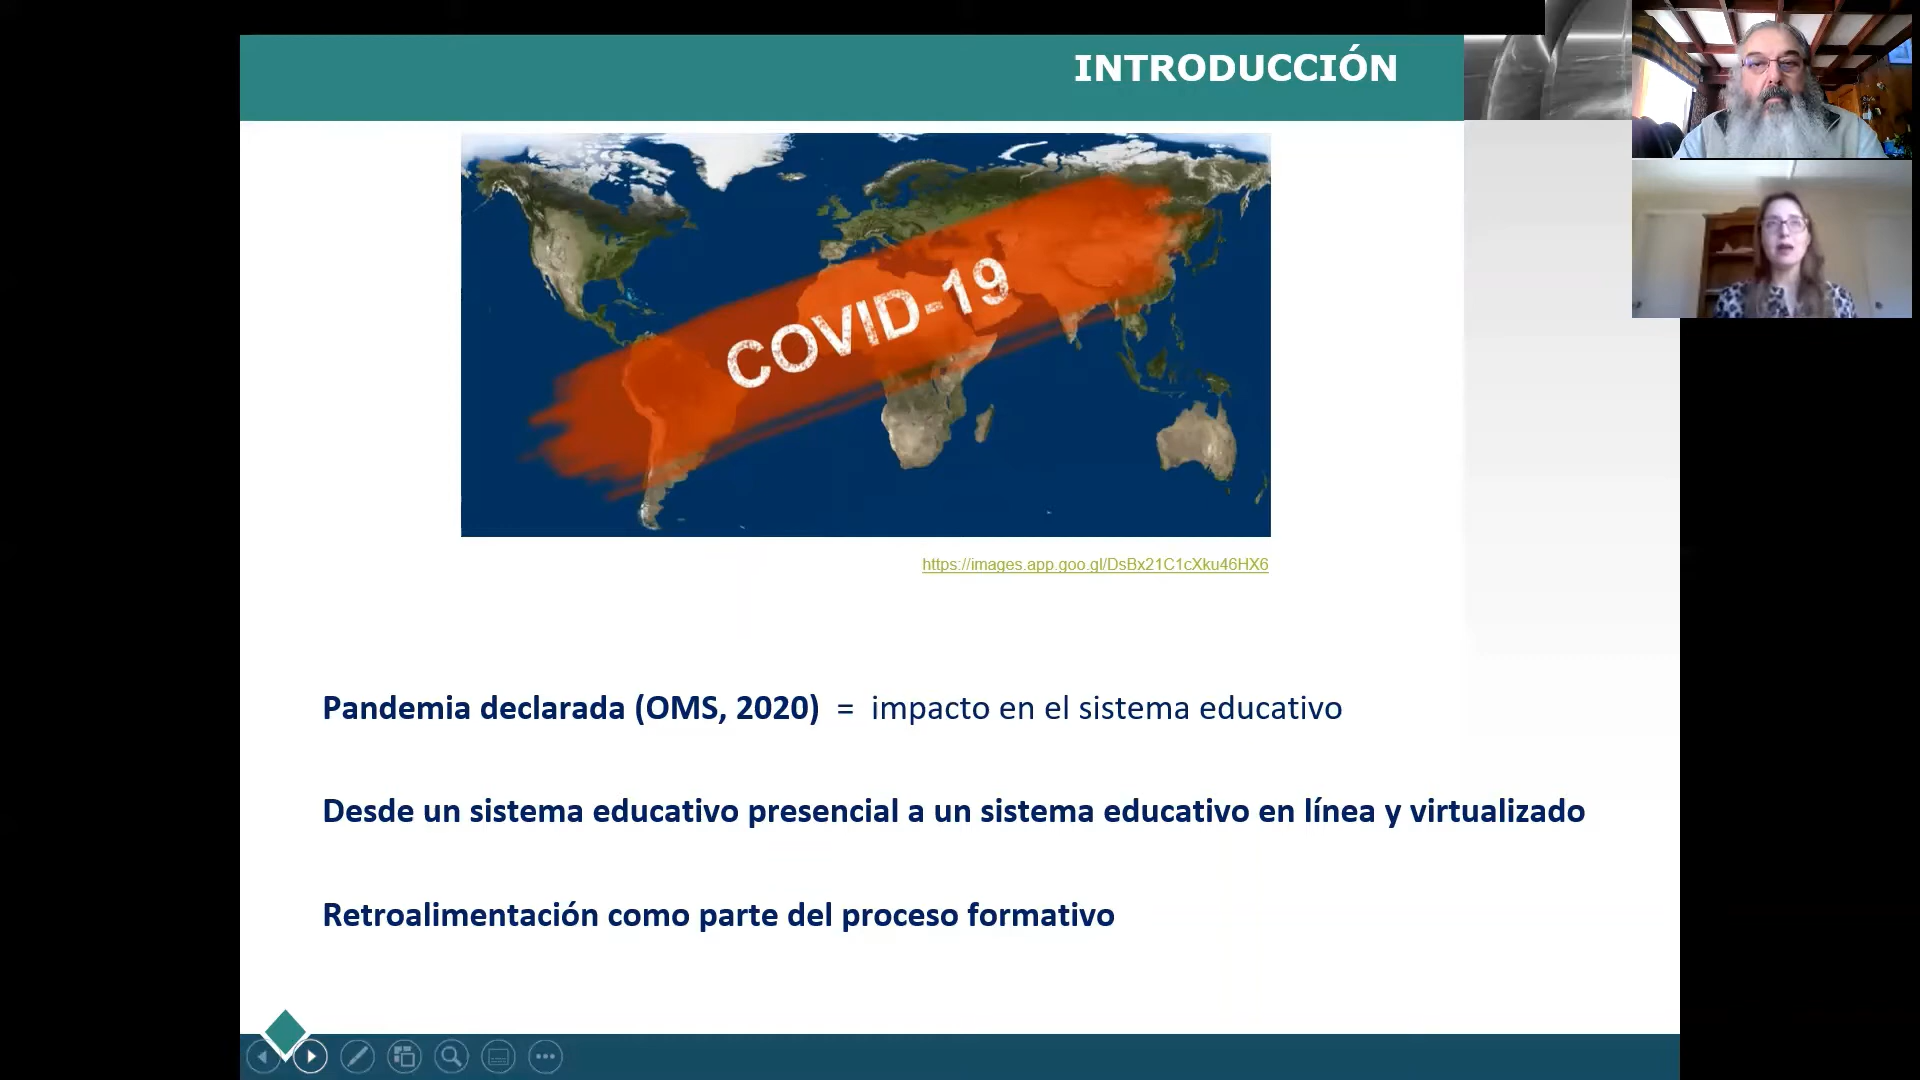 INTRODUCCIÓN
COVID-19
https://images.app.goo.gl/DsBx21C1cXku46HX6
Pandemia declarada (OMS, 2020) = impacto en el sistema educativo
Desde un sistema educativo presencial a un sistema educativo en línea y virtualizado
Retroalimentación como parte del proceso formativo